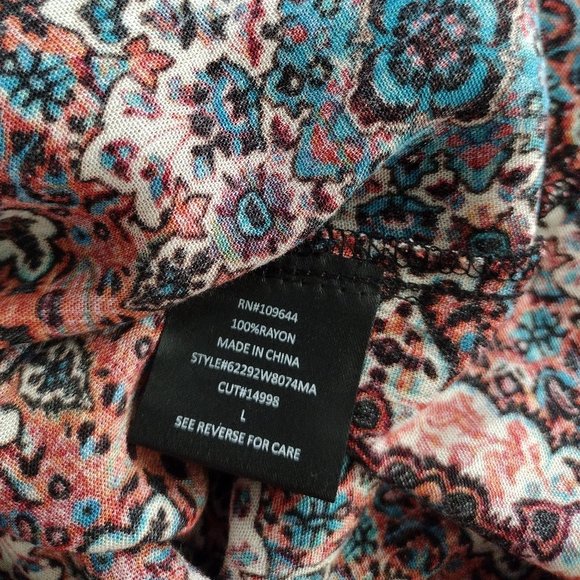 RN#109644
100%RAYON
MADE IN CHINA
STYLE#62292W8074MA
CUT#14998
L
SEE REVERSE FOR CARE